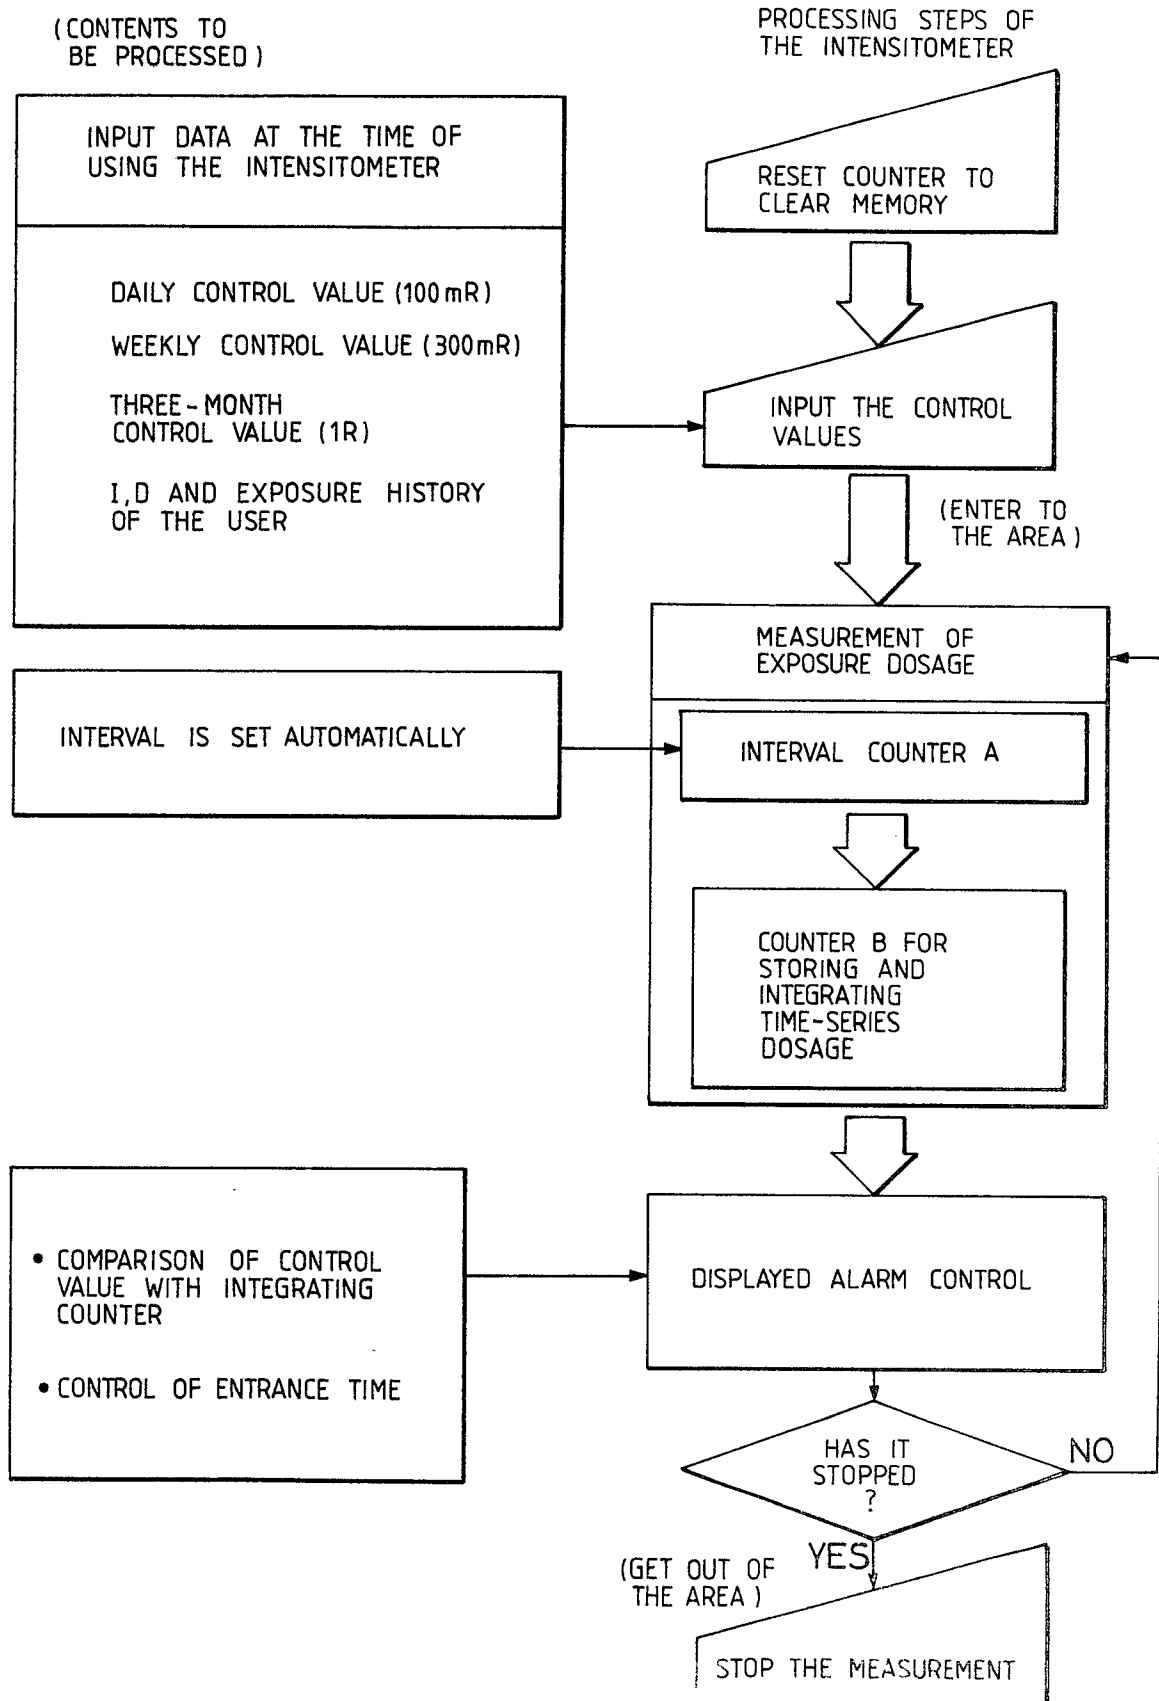 (CONTENTS TO
BE PROCESSED)
PROCESSING STEPS OF
THE INTENSITOMETER
INPUT DATA AT THE TIME OF
USING THE INTENSITOMETER
RESET COUNTER TO
CLEAR MEMORY
DAILY CONTROL VALUE (100mR)
WEEKLY CONTROL VALUE (300mR)
THREE-MONTH
CONTROL VALUE (1R)
I,D AND EXPOSURE HISTORY
OF THE USER
INPUT THE CONTROL
VALUES
(ENTER TO
THE AREA)
MEASUREMENT OF
EXPOSURE DOSAGE
INTERVAL IS SET AUTOMATICALLY
INTERVAL COUNTER A
COUNTER B FOR
STORING AND
INTEGRATING
TIME-SERIES
DOSAGE
• COMPARISON OF CONTROL
VALUE WITH INTEGRATING
COUNTER
• CONTROL OF ENTRANCE TIME
DISPLAYED ALARM CONTROL
HAS IT
STOPPED
?
NO
YES
(GET OUT OF
THE AREA)
STOP THE MEASUREMENT